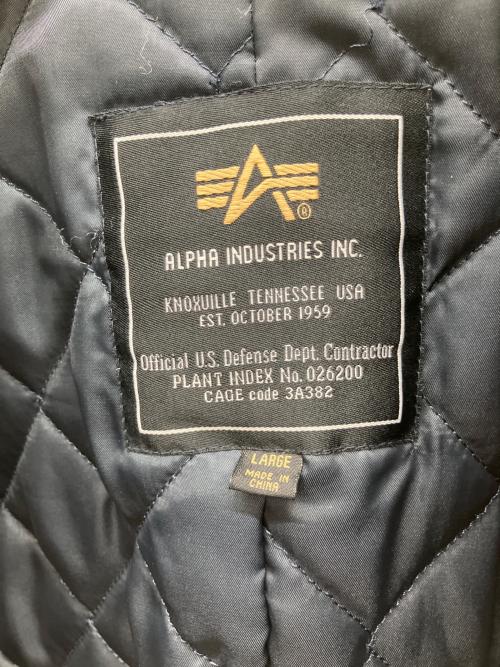 ®
ALPHA INDUSTRIES INC.
KNOXVILLE TENNESSEE USA
EST. OCTOBER 1959
Official U.S. Defense Dept. Contractor
PLANT INDEX No. 026200
CAGE code 3A382
LARGE
MADE IN
CHINA